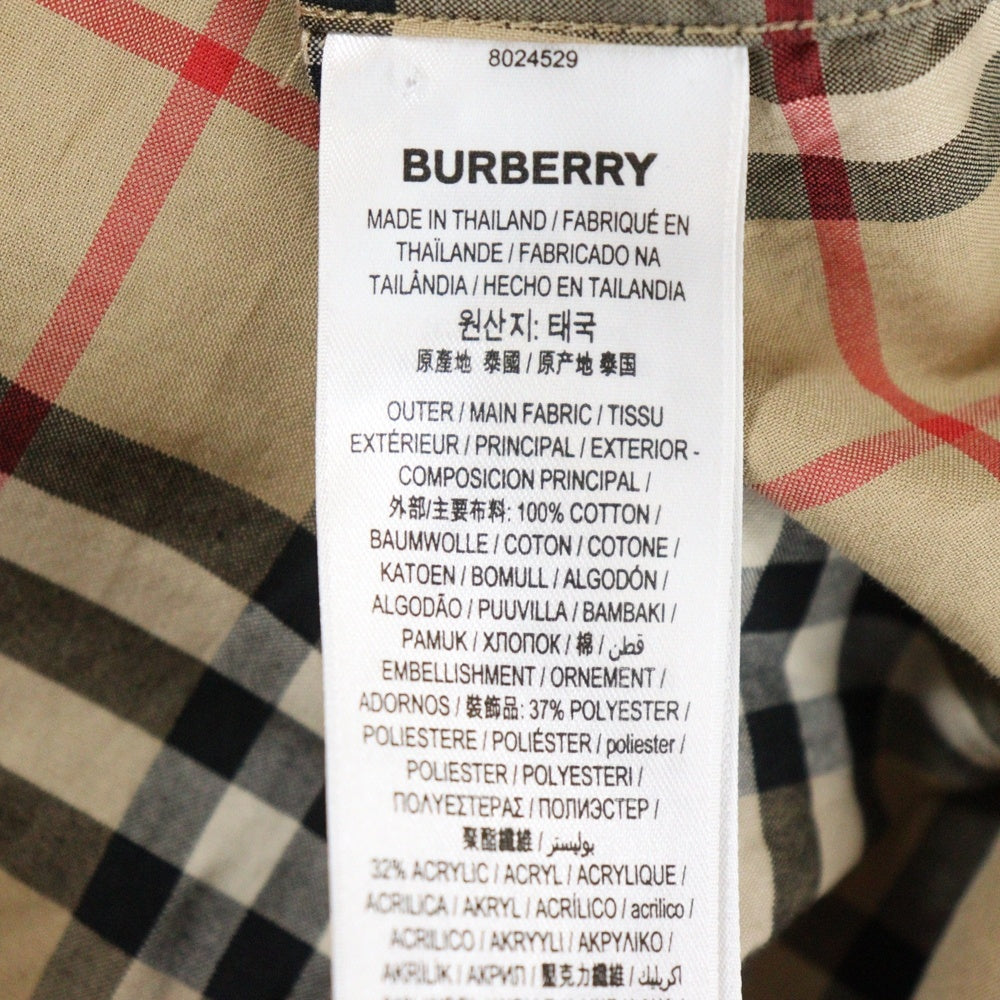 8024529
BURBERRY
MADE IN THAILAND / FABRIQUÉ EN
THAÏLANDE / FABRICADO NA
TAILÂNDIA / HECHO EN TAILANDIA
원산지: 태국
原產地 泰國 / 原产地 泰国
OUTER / MAIN FABRIC / TISSU
EXTÉRIEUR / PRINCIPAL / EXTERIOR -
COMPOSICION PRINCIPAL /
外部/主要布料: 100% COTTON /
BAUMWOLLE / COTON / COTONE /
KATOEN / BOMULL / ALGODÓN /
ALGODÃO / PUUVILLA / BAMBAKI /
PAMUK / ХЛОПОК / 棉 / قطن
EMBELLISHMENT / ORNEMENT /
ADORNOS / 裝飾品: 37% POLYESTER /
POLIESTERE / POLIÉSTER / poliester /
POLIESTER / POLYESTERI /
ΠΟΛΥΕΣΤΕΡΑΣ / ПОЛИЭСТЕР /
聚酯纖維 / بوليستر
32% ACRYLIC / ACRYL / ACRYLIQUE /
ACRILICA / AKRYL / ACRÍLICO / acrilico /
ACRILICO / AKRYYLI / ΑΚΡΥΛΙΚΟ /
AKRİLİK / АКРИЛ / 壓克力纖維 / اكريليك